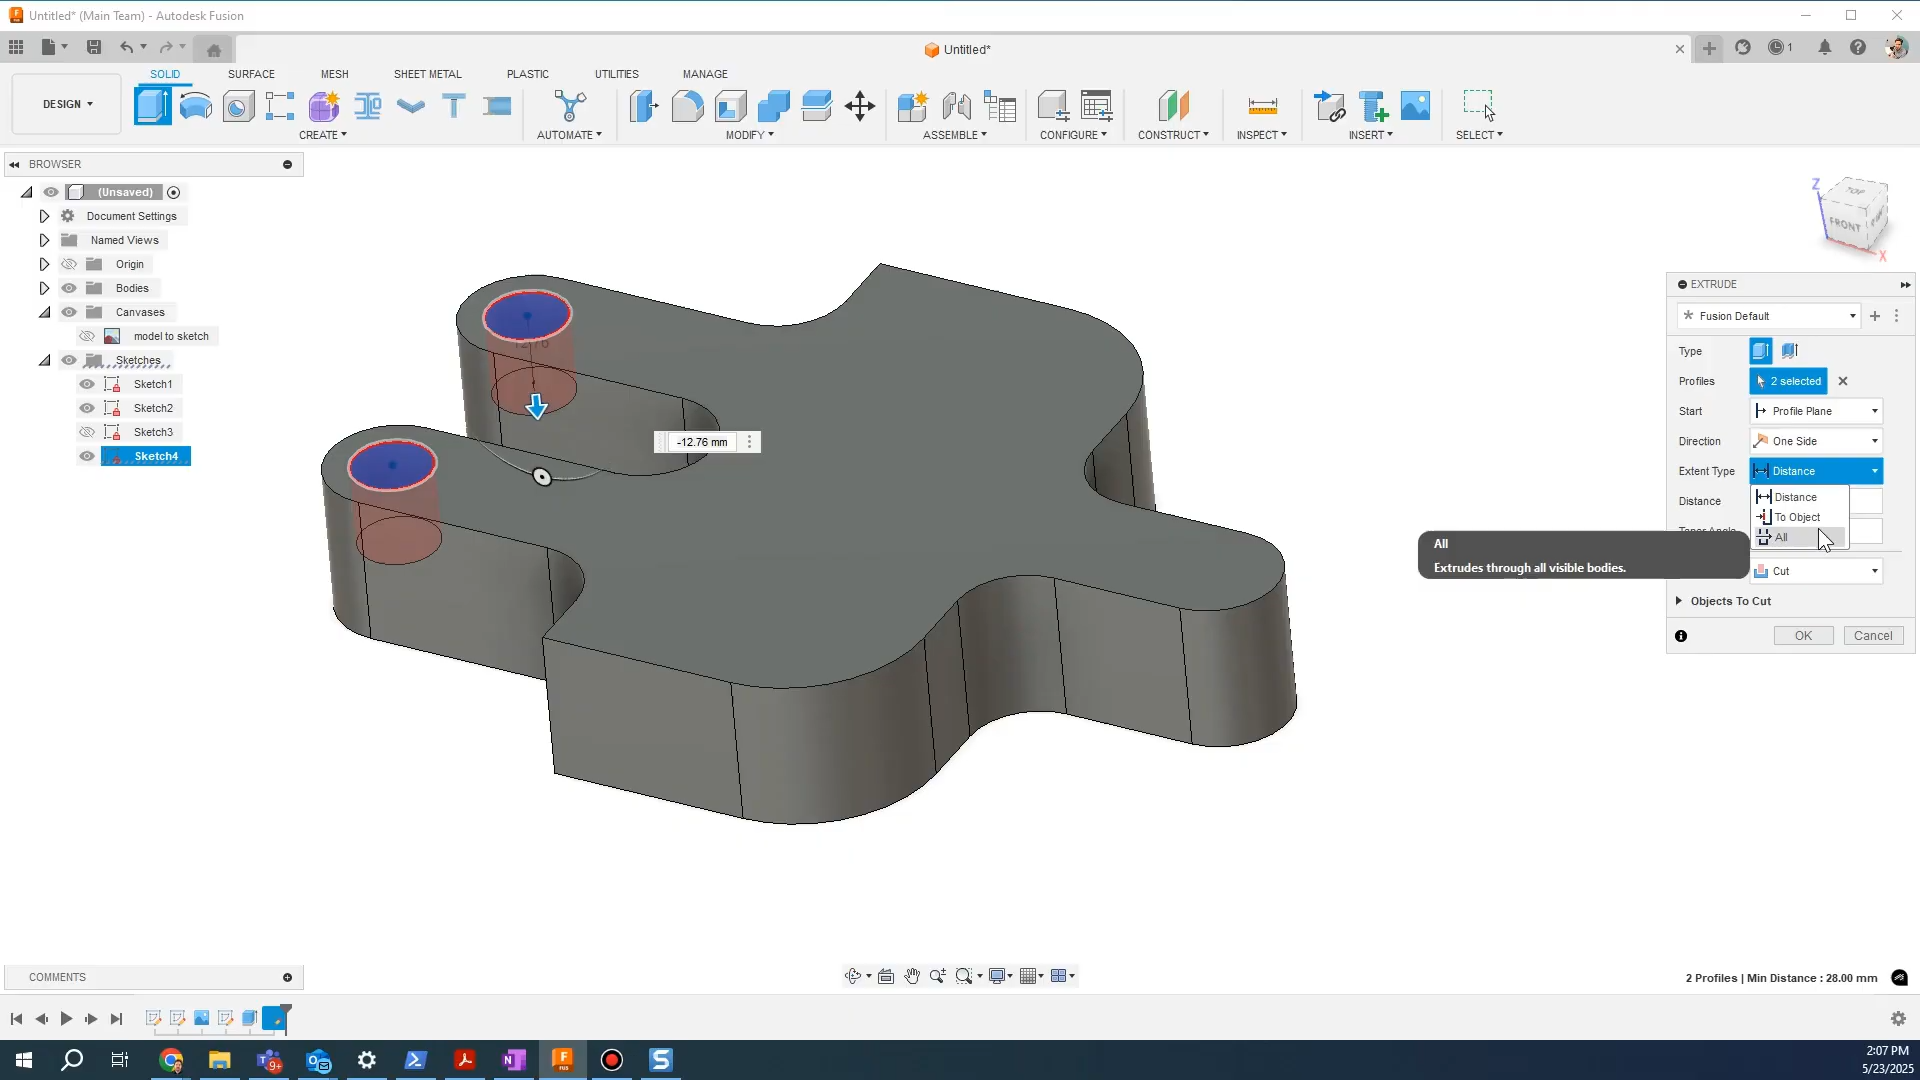 Untitled* (Main Team) - Autodesk Fusion
1
Untitled*
SOLID
SURFACE
MESH
SHEET METAL
PLASTIC
UTILITIES
MANAGE
DESIGN
CREATE
AUTOMATE
MODIFY
ASSEMBLE
CONFIGURE
CONSTRUCT
INSPECT
INSERT
SELECT
BROWSER
(Unsaved)
Document Settings
Named Views
Origin
Bodies
Canvases
model to sketch
Sketches
Sketch1
Sketch2
Sketch3
Sketch4
Z
TOP
FRONT
X
-12.76 mm
EXTRUDE
Fusion Default
Type
Profiles
2 selected
Start
Profile Plane
Direction
One Side
Extent Type
Distance
Distance
Distance
To Object
All
All
Extrudes through all visible bodies.
Cut
Objects To Cut
OK
Cancel
COMMENTS
2 Profiles | Min Distance : 28.00 mm
2:07 PM
5/23/2025